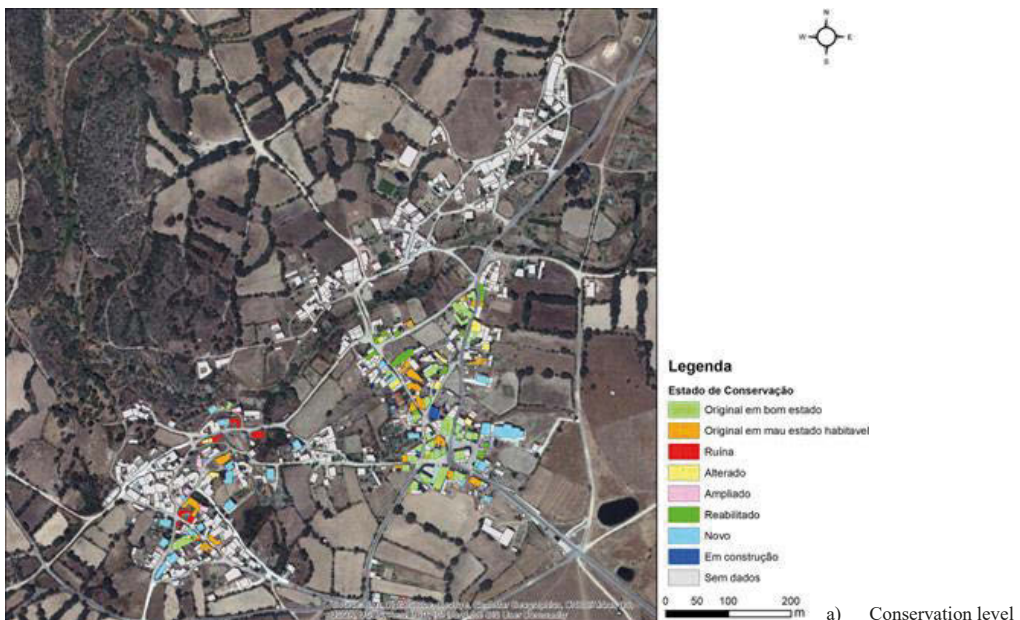 N
W E
S
Legenda
Estado de Conservação
Original em bom estado
Original em mau estado habitavel
Ruína
Alterado
Ampliado
Reabilitado
Novo
Em construção
Sem dados
0 50 100 200
m
a) Conservation level